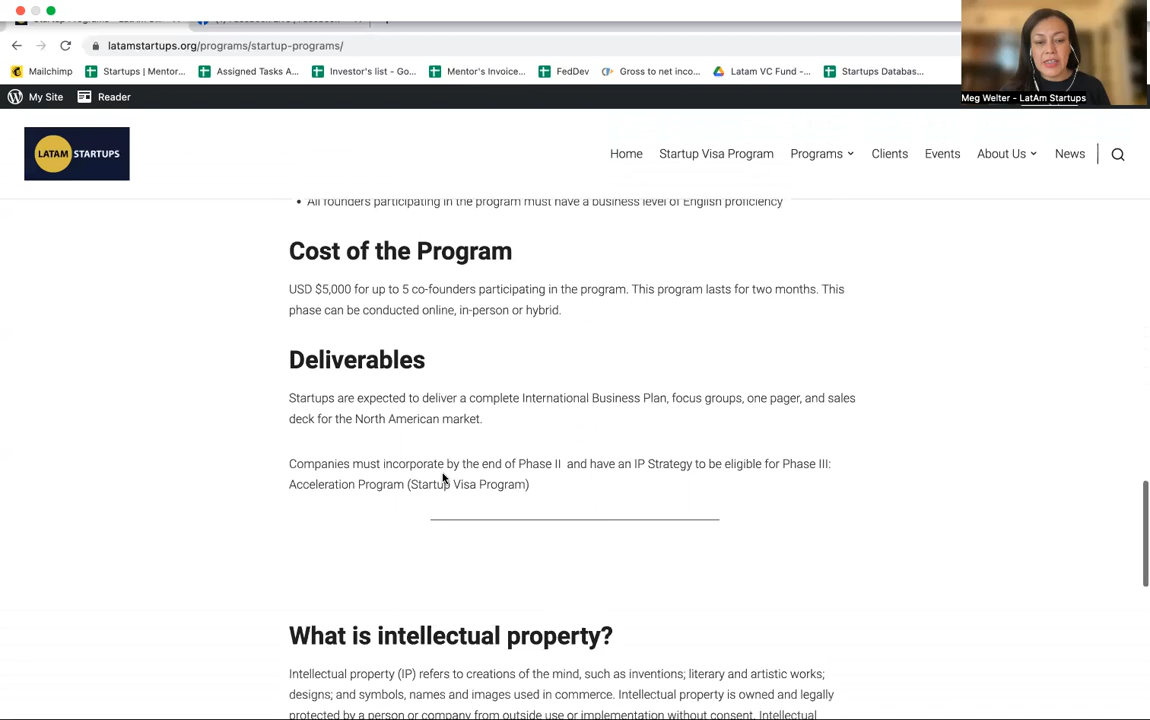 latamstartups.org/programs/startup-programs/
Mailchimp
Startups | Mentor...
Assigned Tasks A...
Investor's list - Go...
Mentor's Invoice...
FedDev
Gross to net inco...
Latam VC Fund -...
Startups Databas...
Meg Welter - LatAm Startups
My Site
Reader
LATAM STARTUPS
Home
Startup Visa Program
Programs
Clients
Events
About Us
News
All founders participating in the program must have a business level of English proficiency
Cost of the Program
USD $5,000 for up to 5 co-founders participating in the program. This program lasts for two months. This
phase can be conducted online, in-person or hybrid.
Deliverables
Startups are expected to deliver a complete International Business Plan, focus groups, one pager, and sales
deck for the North American market.
Companies must incorporate by the end of Phase II and have an IP Strategy to be eligible for Phase III:
Acceleration Program (Startup Visa Program)
What is intellectual property?
Intellectual property (IP) refers to creations of the mind, such as inventions; literary and artistic works;
designs; and symbols, names and images used in commerce. Intellectual property is owned and legally
protected by a person or company from outside use or implementation without consent. Intellectual